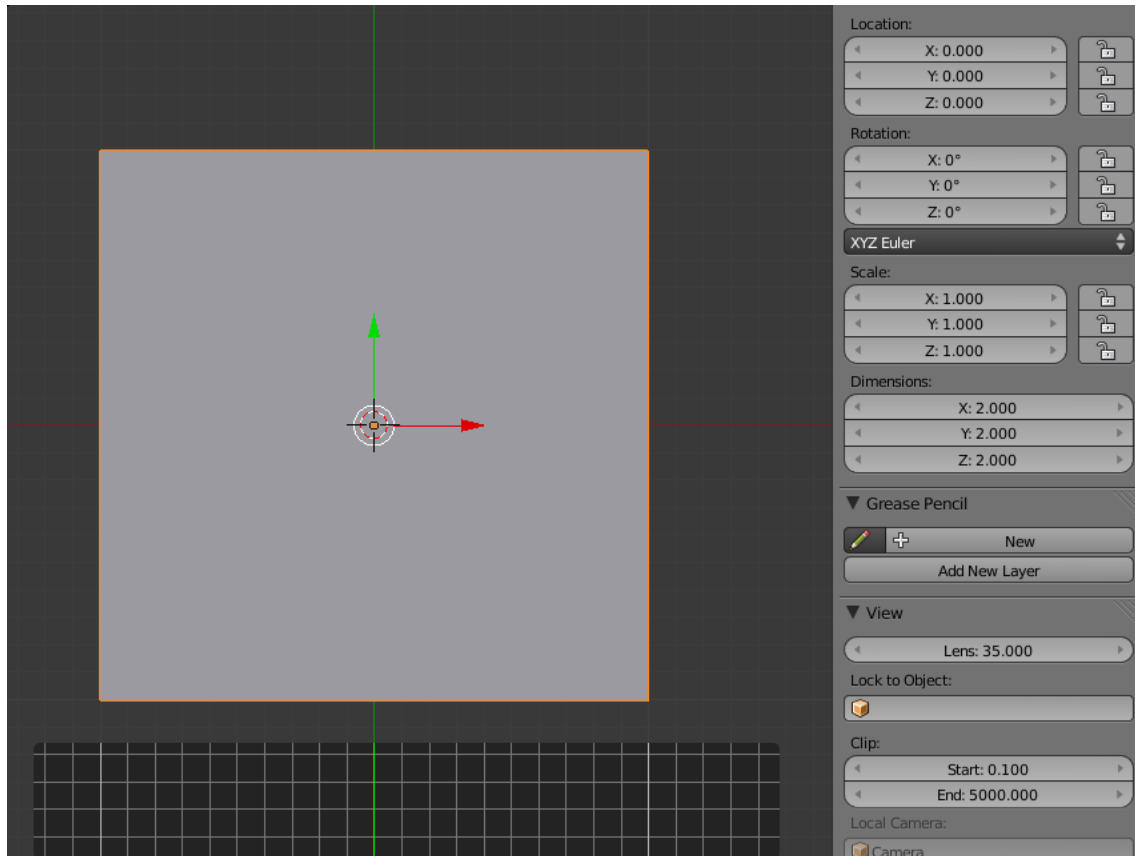 Location:
X: 0.000
Y: 0.000
Z: 0.000
Rotation:
X: 0°
Y: 0°
Z: 0°
XYZ Euler
Scale:
X: 1.000
Y: 1.000
Z: 1.000
Dimensions:
X: 2.000
Y: 2.000
Z: 2.000
Grease Pencil
New
Add New Layer
View
Lens: 35.000
Lock to Object:
Clip:
Start: 0.100
End: 5000.000
Local Camera:
Camera